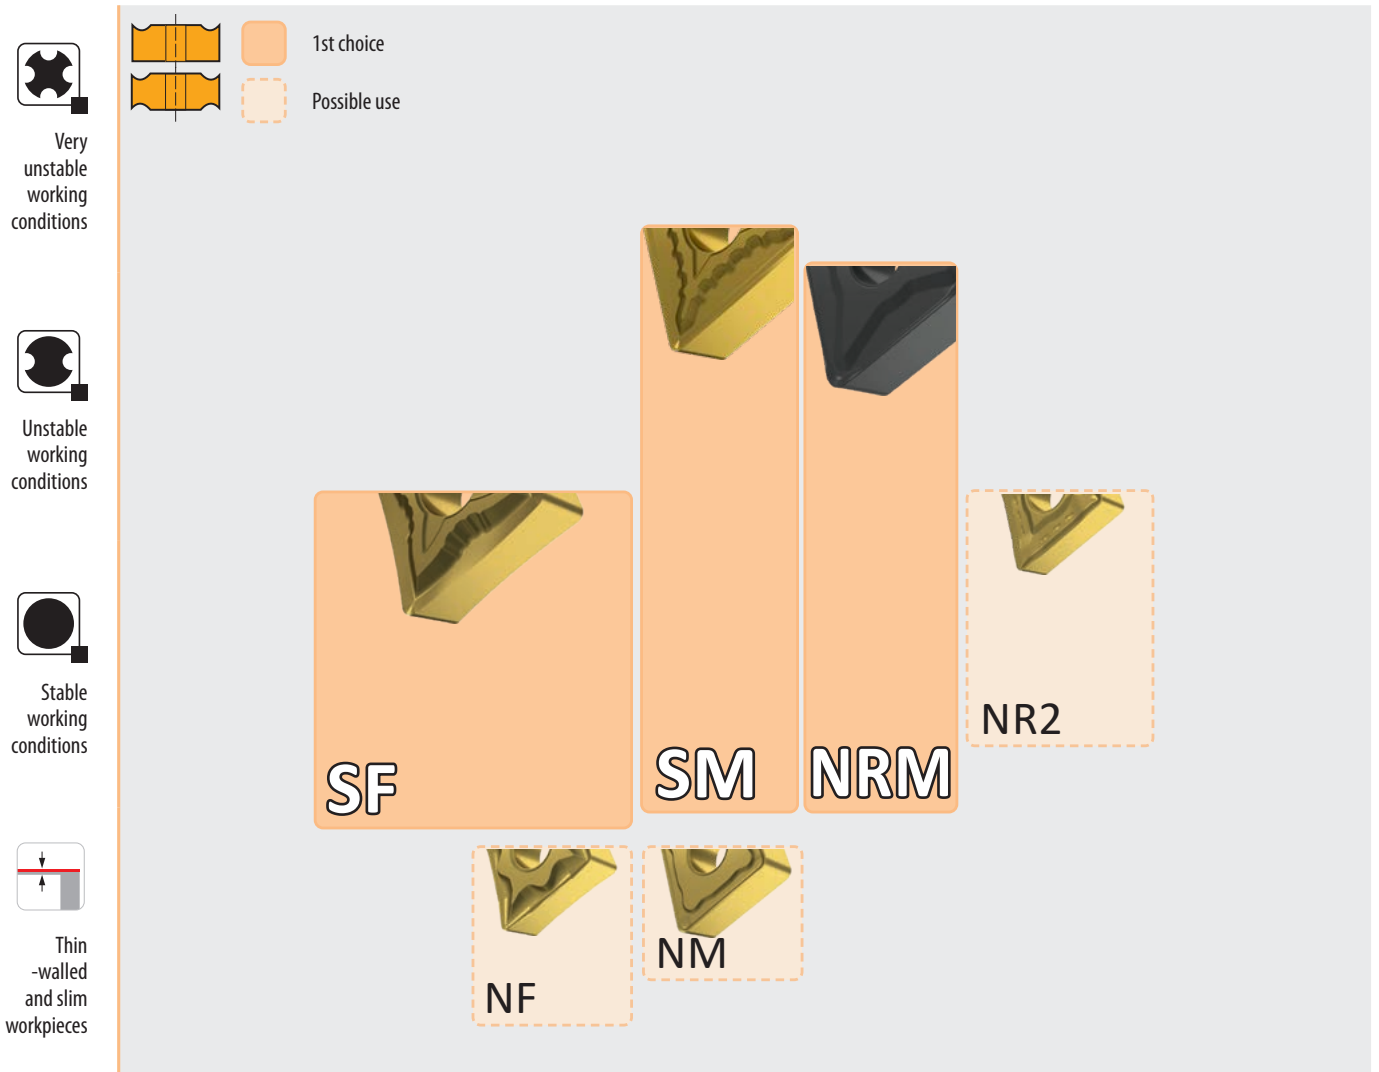 1st choice
Possible use
Very
unstable
working
conditions
Unstable
working
conditions
Stable
working
conditions
Thin
-walled
and slim
workpieces
SF
SM
NRM
NR2
NF
NM